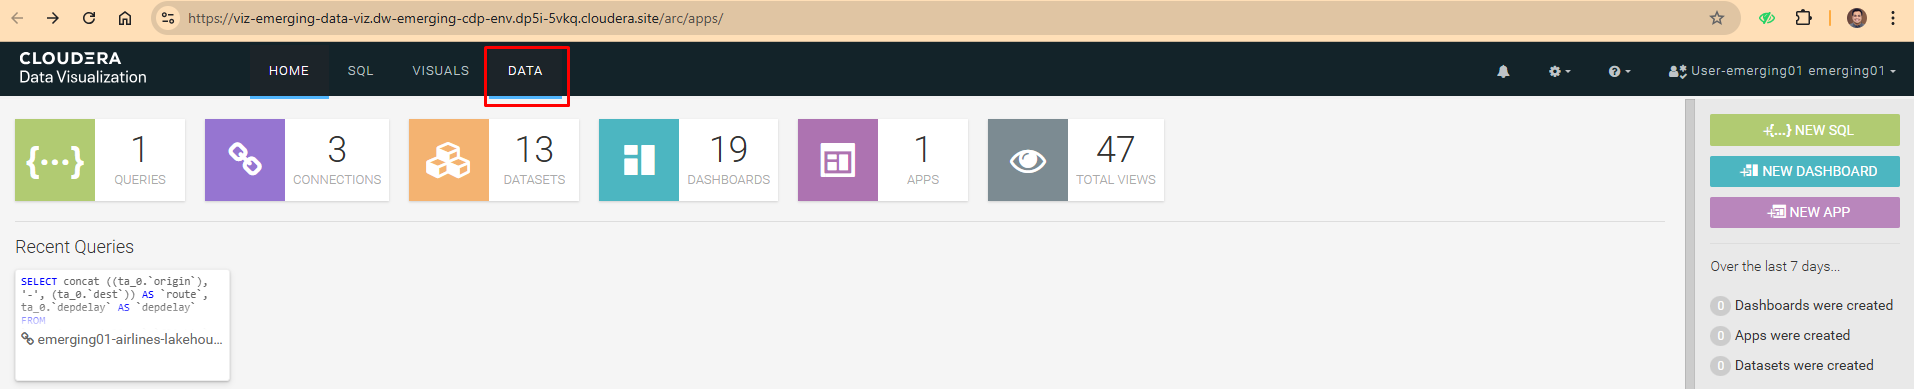 https://viz-emerging-data-viz.dw-emerging-cdp-env.dp5i-5vkq.cloudera.site/arc/apps/
CLOUDERA
Data Visualization
HOME SQL VISUALS DATA
User-emerging01 emerging01
1
QUERIES
3
CONNECTIONS
13
DATASETS
19
DASHBOARDS
1
APPS
47
TOTAL VIEWS
NEW SQL
NEW DASHBOARD
NEW APP
Recent Queries
SELECT concat ((ta_0.`origin`),
'-', (ta_0.`dest`)) AS `route`,
ta_0.`depdelay` AS `depdelay`
FROM
emerging01-airlines-lakehou...
Over the last 7 days...
0 Dashboards were created
0 Apps were created
0 Datasets were created